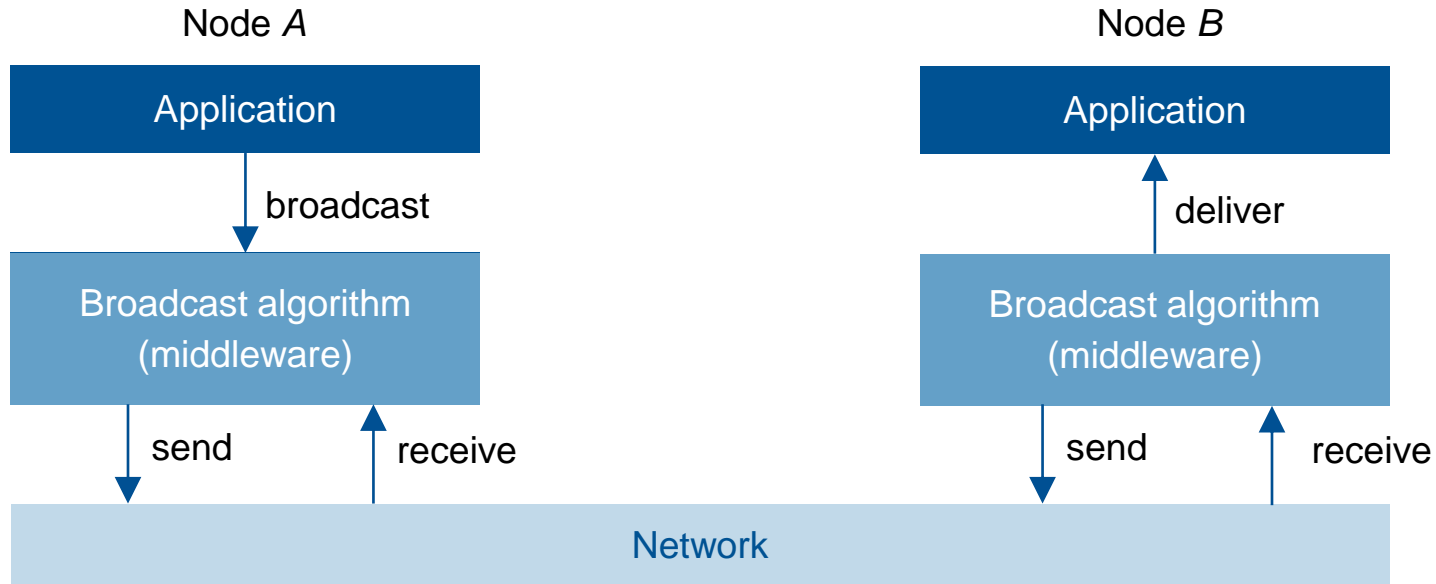 Node A
Application
broadcast
Broadcast algorithm
(middleware)
send
receive
Node B
Application
deliver
Broadcast algorithm
(middleware)
send
receive
Network